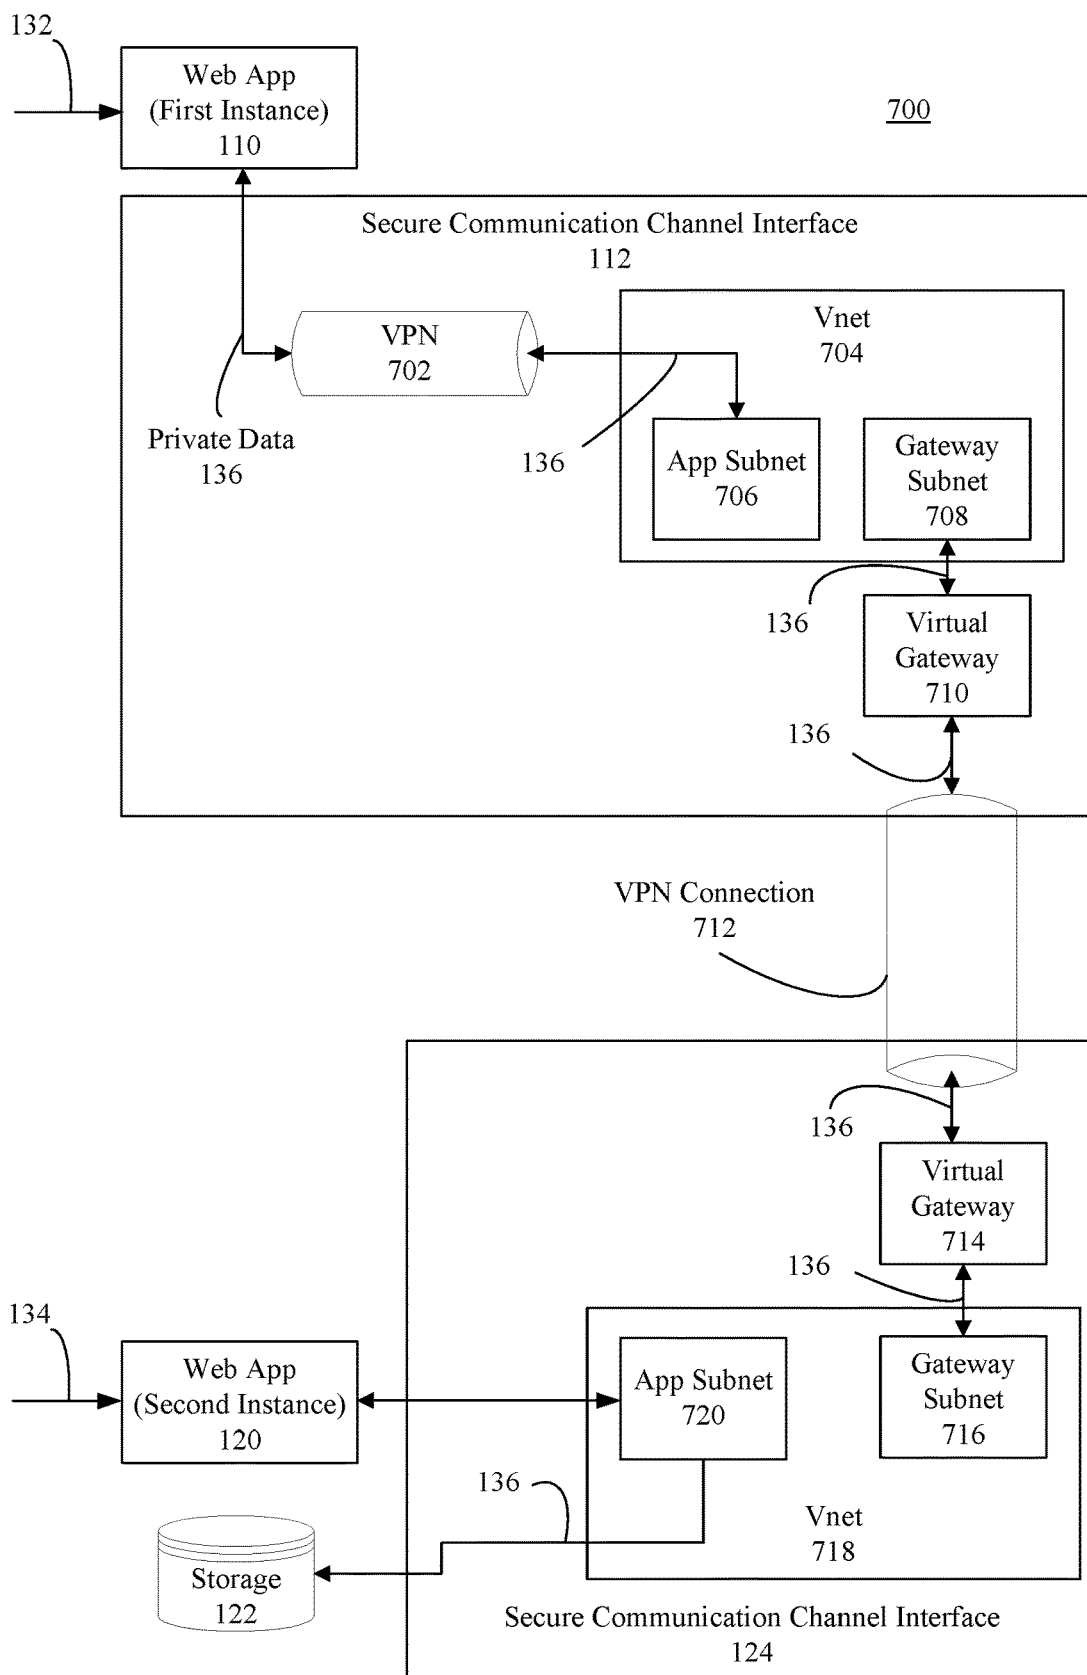 132
Web App
(First Instance)
110
700
Secure Communication Channel Interface
112
VPN
702
Vnet
704
Private Data
136
136
App Subnet
706
Gateway
Subnet
708
136
Virtual
Gateway
710
136
VPN Connection
712
136
Virtual
Gateway
714
136
134
Web App
(Second Instance)
120
App Subnet
720
Gateway
Subnet
716
136
Vnet
718
Storage
122
Secure Communication Channel Interface
124